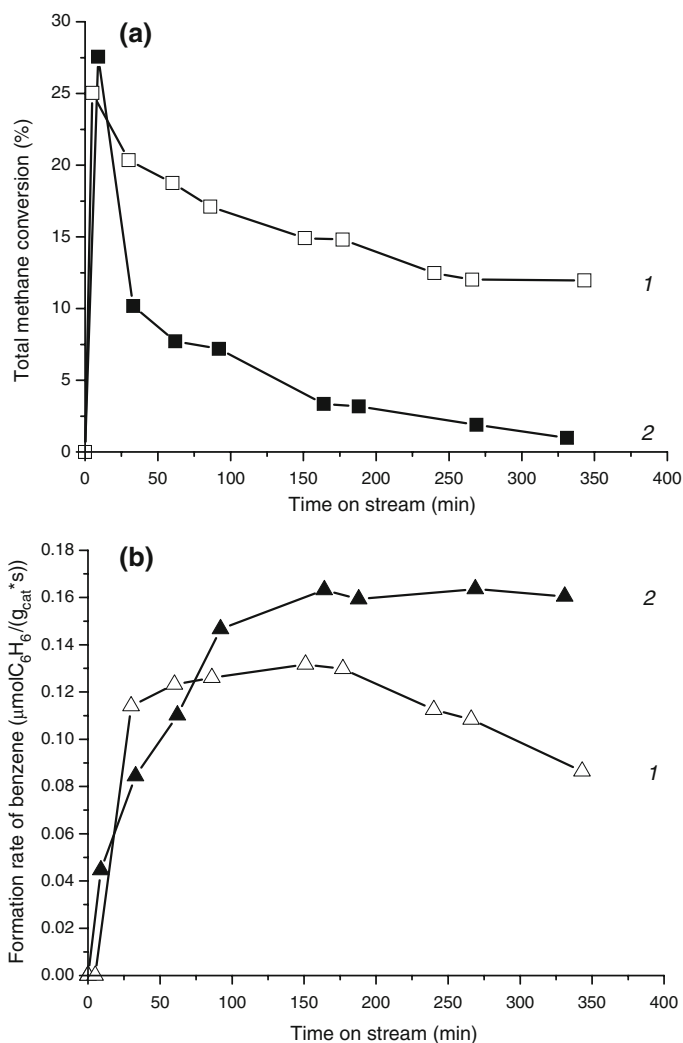 (a)
Total methane conversion (%)
30
25
20
15
10
5
0
1
2
0 50 100 150 200 250 300 350 400
Time on stream (min)
(b)
Formation rate of benzene (μmolC₆H₆/(g_cat*s))
0.18
0.16
0.14
0.12
0.10
0.08
0.06
0.04
0.02
0.00
2
1
0 50 100 150 200 250 300 350 400
Time on stream (min)